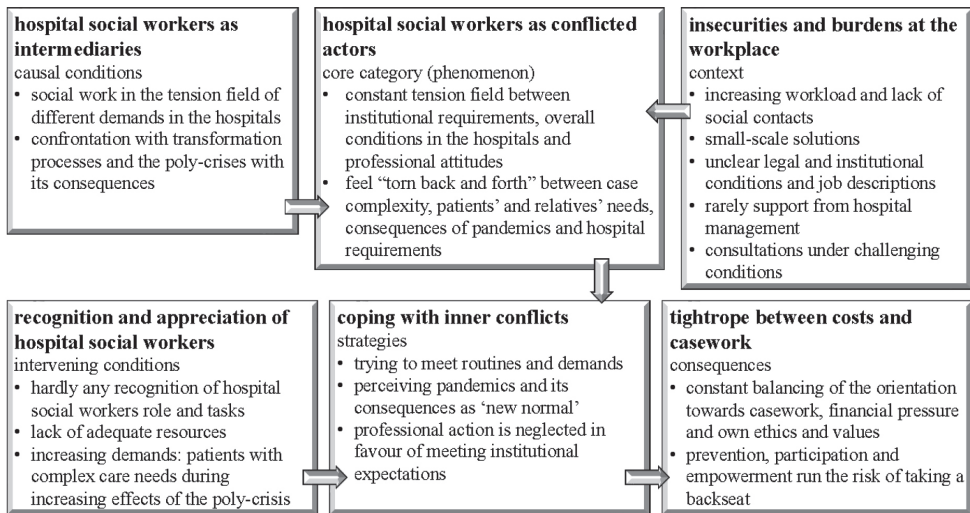 hospital social workers as
intermediaries
causal conditions
• social work in the tension field of
different demands in the hospitals
• confrontation with transformation
processes and the poly-crises with
its consequences
hospital social workers as conflicted
actors
core category (phenomenon)
• constant tension field between
institutional requirements, overall
conditions in the hospitals and
professional attitudes
• feel “torn back and forth” between case
complexity, patients’ and relatives’ needs,
consequences of pandemics and hospital
requirements
insecurities and burdens at the
workplace
context
• increasing workload and lack of
social contacts
• small-scale solutions
• unclear legal and institutional
conditions and job descriptions
• rarely support from hospital
management
• consultations under challenging
conditions
recognition and appreciation of
hospital social workers
intervening conditions
• hardly any recognition of hospital
social workers role and tasks
• lack of adequate resources
• increasing demands: patients with
complex care needs during
increasing effects of the poly-crisis
coping with inner conflicts
strategies
• trying to meet routines and demands
• perceiving pandemics and its
consequences as ‘new normal’
• professional action is neglected in
favour of meeting institutional
expectations
tightrope between costs and
casework
consequences
• constant balancing of the orientation
towards casework, financial pressure
and own ethics and values
• prevention, participation and
empowerment run the risk of taking a
backseat